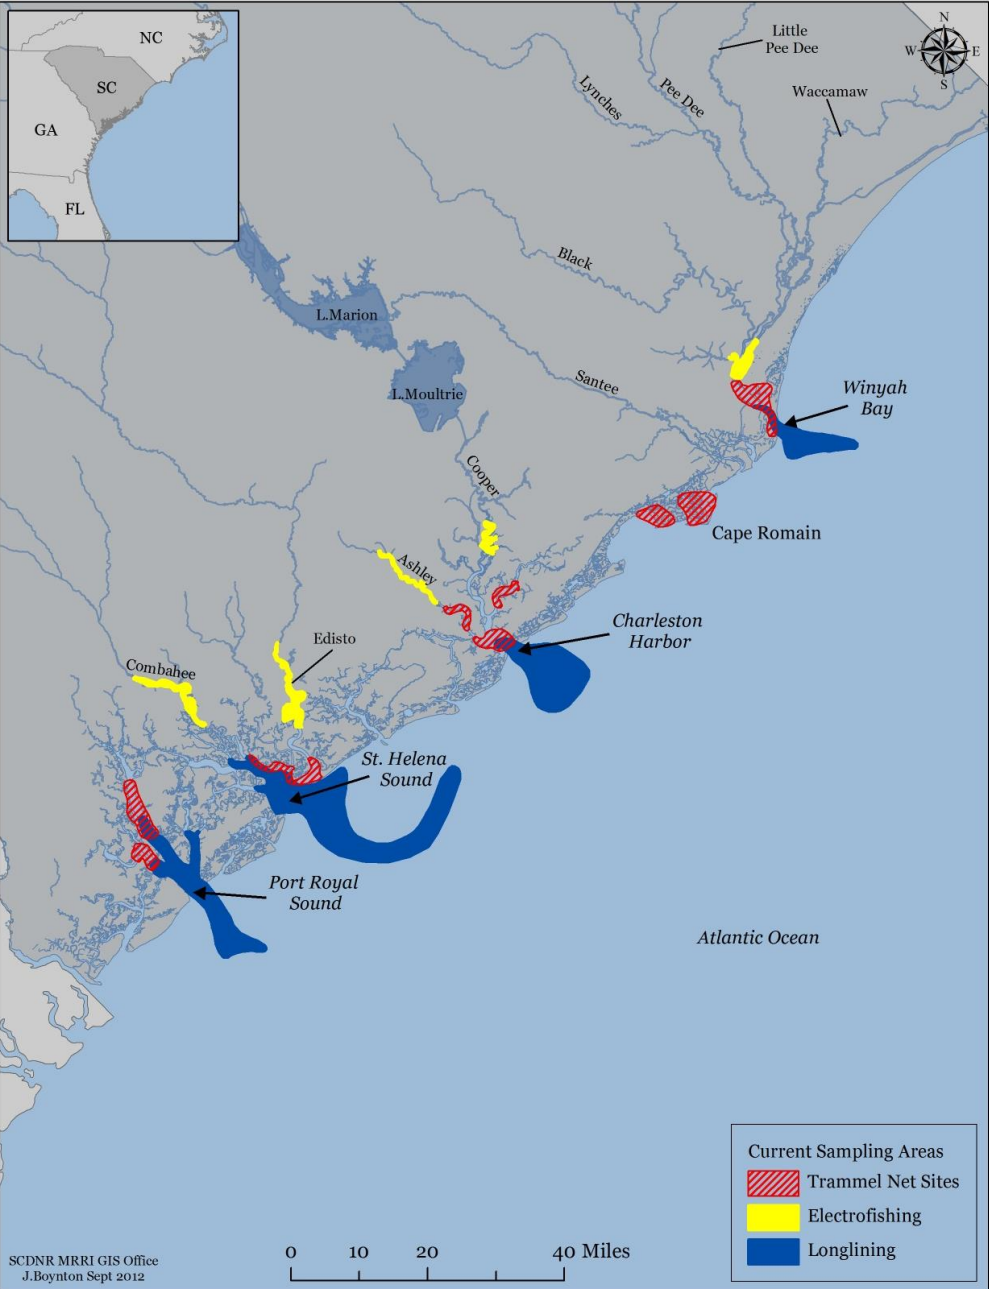 NC
SC
GA
FL
N
W
E
S
Little
Pee Dee
Waccamaw
Lynches
Pee Dee
Black
L.Marion
L.Moultrie
Santee
Winyah
Bay
Cooper
Cape Romain
Ashley
Charleston
Harbor
Edisto
Combahee
St. Helena
Sound
Port Royal
Sound
Atlantic Ocean
Current Sampling Areas
Trammel Net Sites
Electrofishing
Longlining
0 10 20 40 Miles
SCDNR MRRI GIS Office
J.Boynton Sept 2012